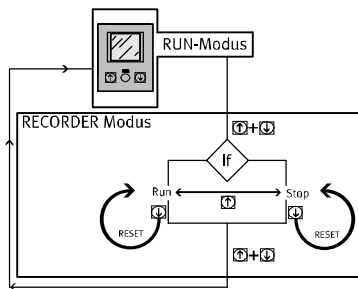 RUN-Modus
RECORDER Modus
+
If
Run
Stop
RESET
RESET
+